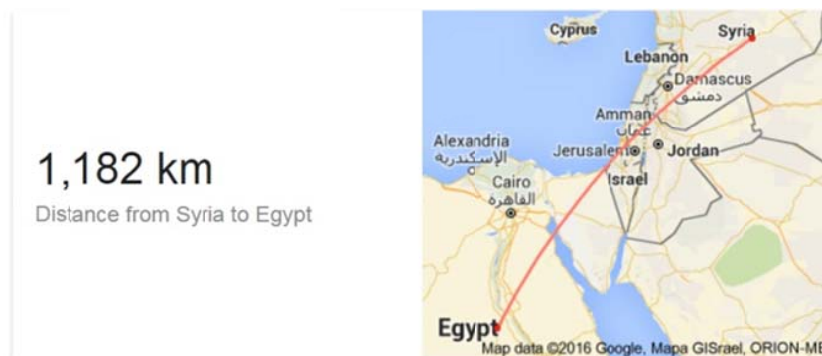 1,182 km
Distance from Syria to Egypt
Cyprus
Syria
Lebanon
Damascus
دمشق
Amman
عمان
Alexandria
الإسكندرية
Jerusalem
Jordan
Israel
Cairo
القاهرة
Egypt
Map data ©2016 Google, Mapa GISrael, ORION-ME